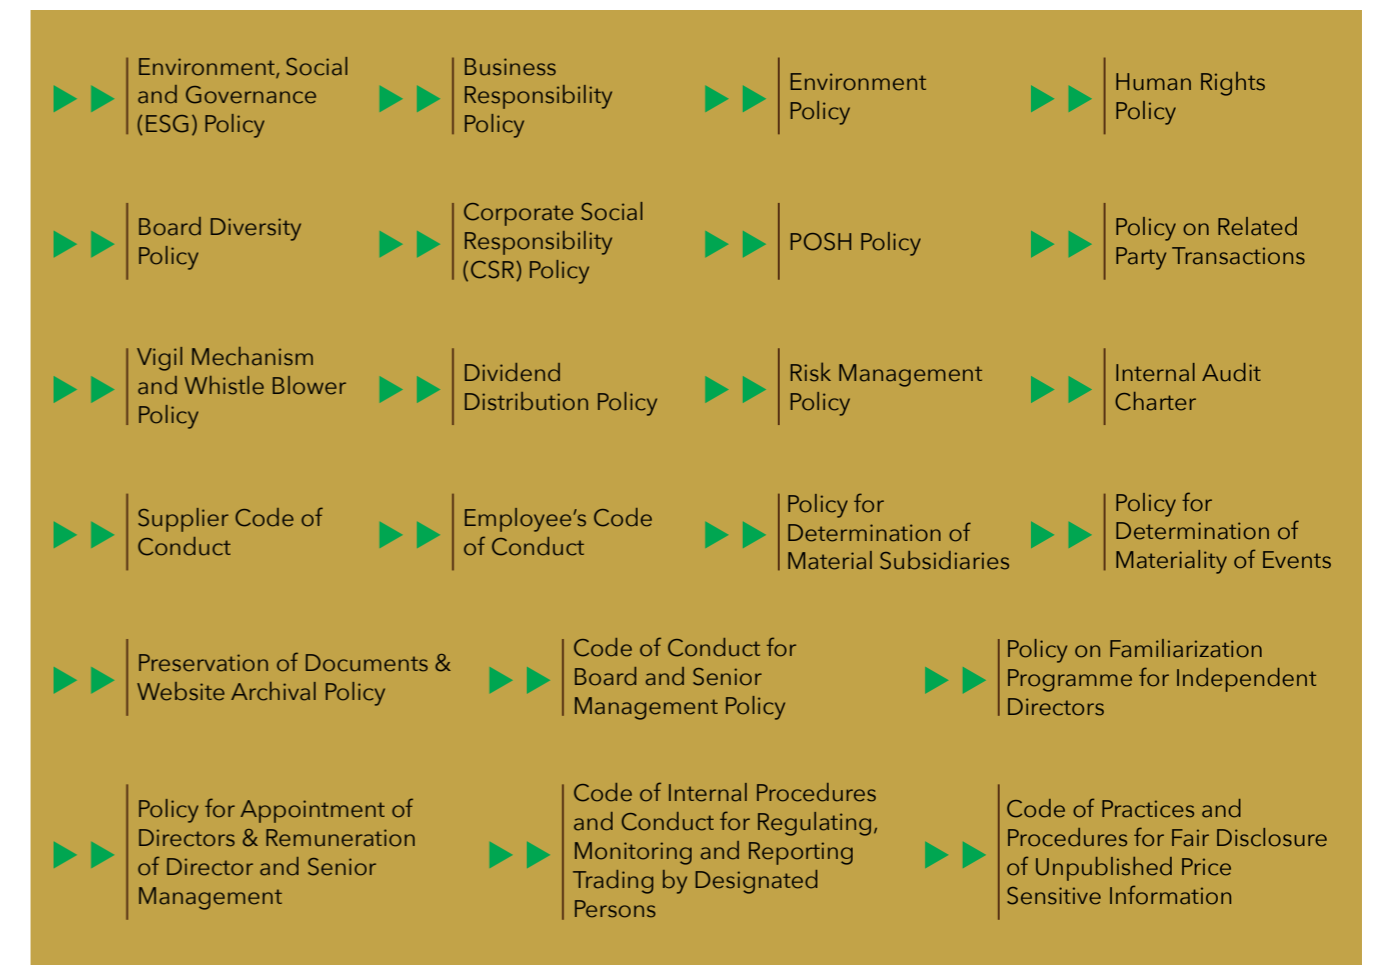 Environment, Social
and Governance
(ESG) Policy
Business
Responsibility
Policy
Environment
Policy
Human Rights
Policy
Board Diversity
Policy
Corporate Social
Responsibility
(CSR) Policy
POSH Policy
Policy on Related
Party Transactions
Vigil Mechanism
and Whistle Blower
Policy
Dividend
Distribution Policy
Risk Management
Policy
Internal Audit
Charter
Supplier Code of
Conduct
Employee’s Code
of Conduct
Policy for
Determination of
Material Subsidiaries
Policy for
Determination of
Materiality of Events
Preservation of Documents &
Website Archival Policy
Code of Conduct for
Board and Senior
Management Policy
Policy on Familiarization
Programme for Independent
Directors
Policy for Appointment of
Directors & Remuneration
of Director and Senior
Management
Code of Internal Procedures
and Conduct for Regulating,
Monitoring and Reporting
Trading by Designated
Persons
Code of Practices and
Procedures for Fair Disclosure
of Unpublished Price
Sensitive Information